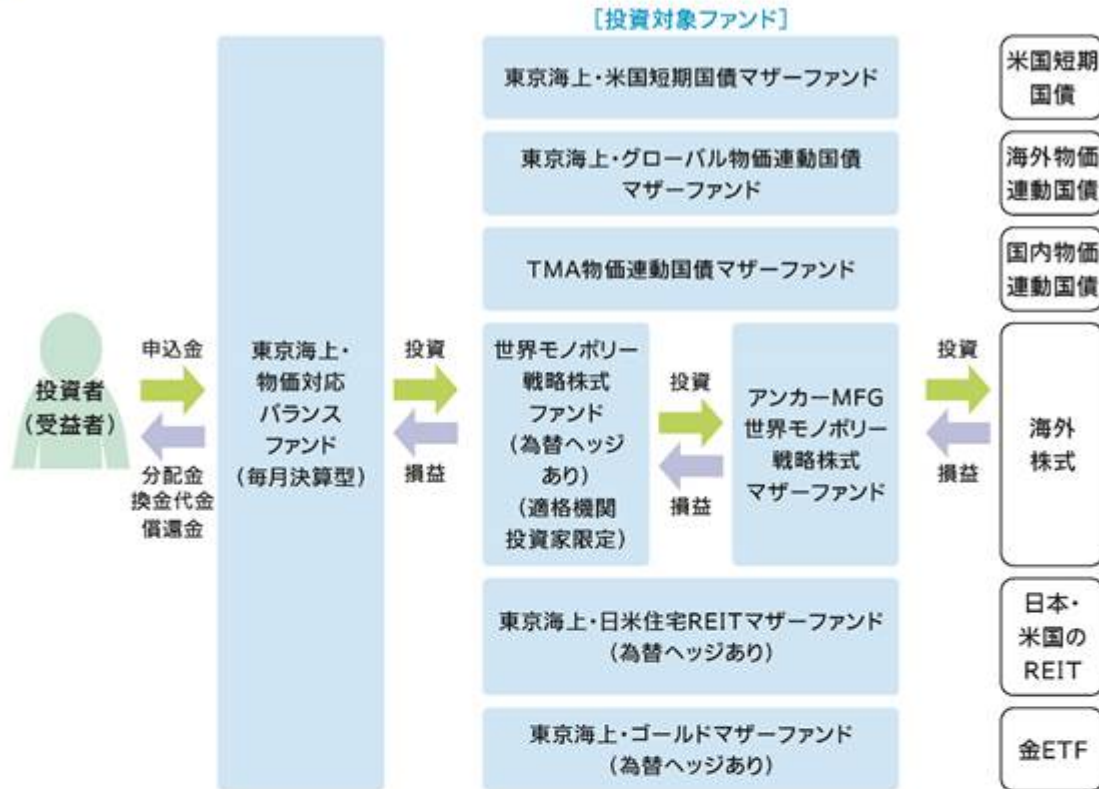 ［投資対象ファンド］
東京海上・米国短期国債マザーファンド
米国短期
国債
東京海上・グローバル物価連動国債
マザーファンド
海外物価
連動国債
TMA物価連動国債マザーファンド
国内物価
連動国債
投資者
（受益者）
申込金
分配金
換金代金
償還金
東京海上・
物価対応
バランス
ファンド
（毎月決算型）
投資
損益
世界モノポリー
戦略株式
ファンド
（為替ヘッジ
あり）
（適格機関
投資家限定）
投資
損益
アンカーMFG
世界モノポリー
戦略株式
マザーファンド
投資
損益
海外
株式
東京海上・日米住宅REITマザーファンド
（為替ヘッジあり）
日本・
米国の
REIT
東京海上・ゴールドマザーファンド
（為替ヘッジあり）
金ETF